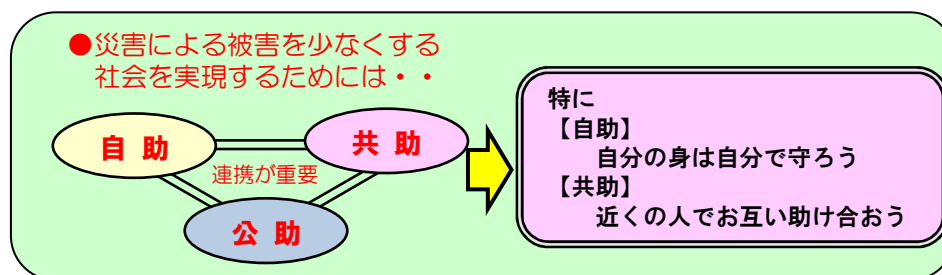 ●災害による被害を少なくする
社会を実現するためには・・
自 助
共 助
連携が重要
公 助
特に
【自助】
自分の身は自分で守ろう
【共助】
近くの人でお互い助け合おう